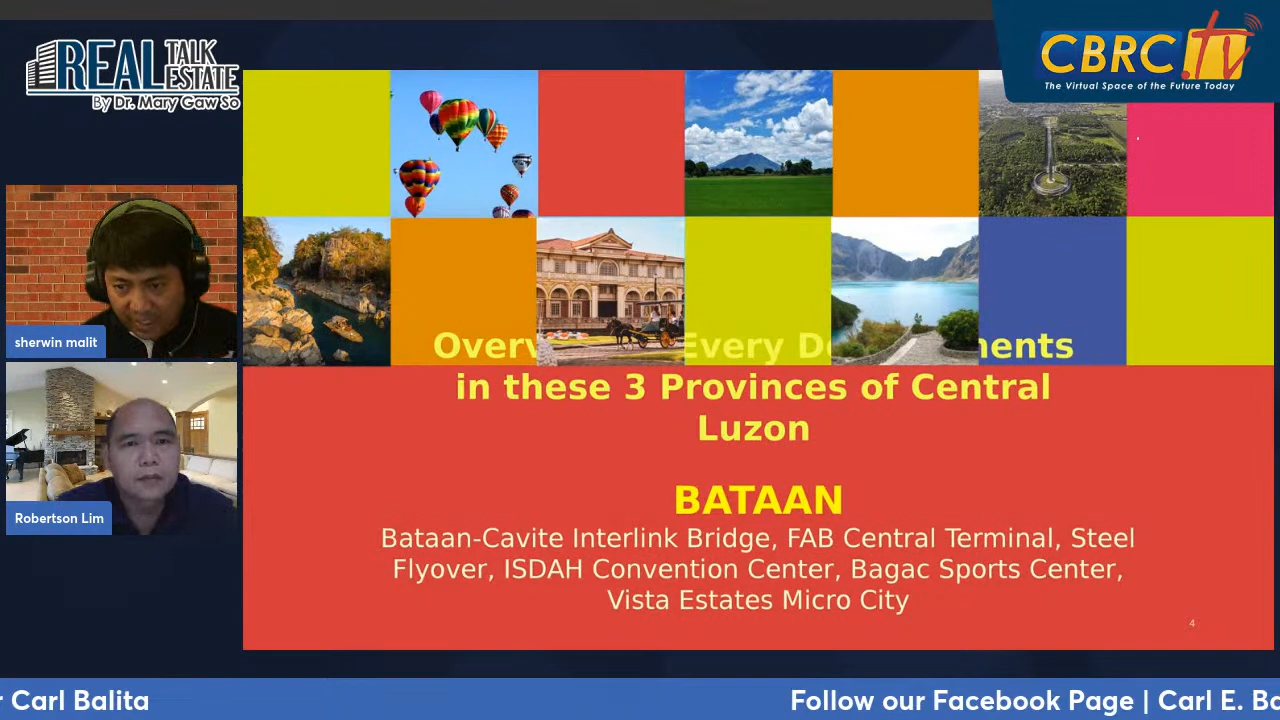 REAL TALK ESTATE
By Dr. Mary Gaw So
CBRC.tv
The Virtual Space of the Future Today
sherwin malit
Robertson Lim
Every
in these 3 Provinces of Central
Luzon
BATAAN
Bataan-Cavite Interlink Bridge, FAB Central Terminal, Steel
Flyover, ISDAH Convention Center, Bagac Sports Center,
Vista Estates Micro City
4
Carl Balita
Follow our Facebook Page | Carl E.